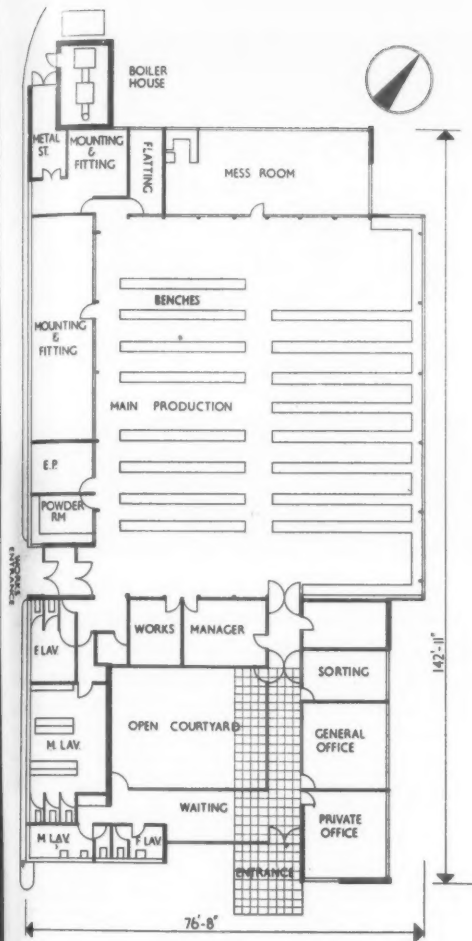 BOILER
HOUSE
METAL
ST.
MOUNTING
&
FITTING
FLATTING
MESS ROOM
BENCHES
MOUNTING
&
FITTING
MAIN PRODUCTION
E.P.
POWDER
RM
WORKS
ENTRANCE
F.LAV.
WORKS
MANAGER
SORTING
142'-11"
OPEN COURTYARD
GENERAL
OFFICE
M. LAV.
WAITING
PRIVATE
OFFICE
M. LAV.
F LAV.
ENTRANCE
76'-8"